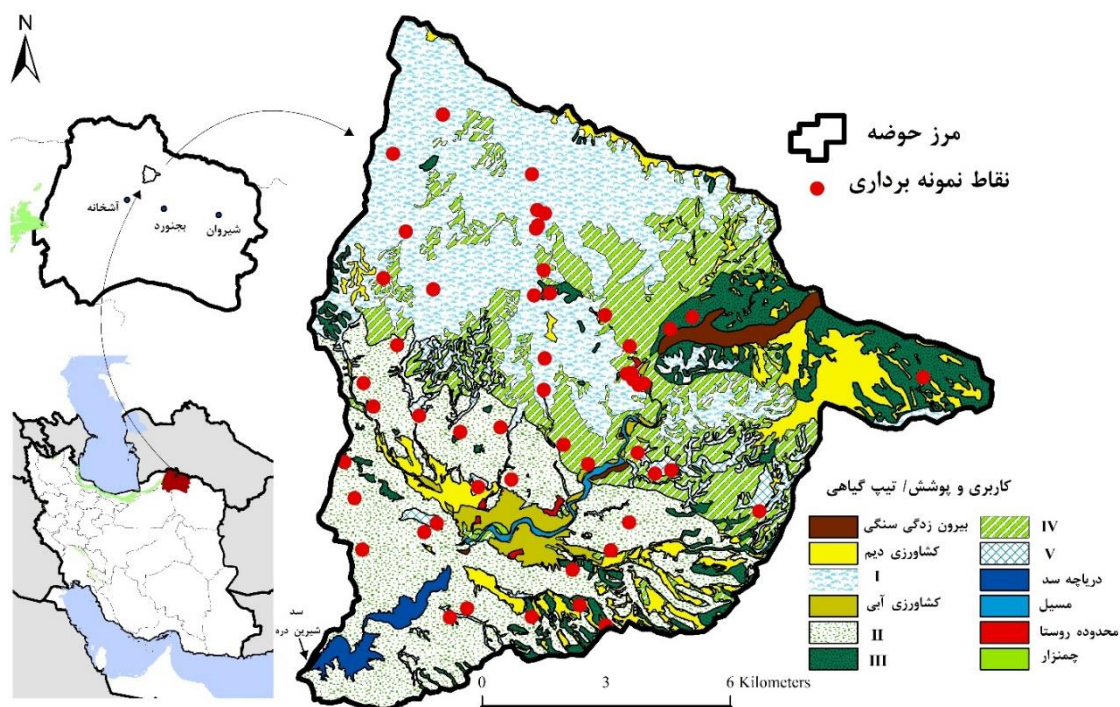 N
آشخانه
بجنورد
شیروان
مرز حوضه
نقاط نمونه برداری
سد
شیرین دره
کاربری و پوشش/ تیپ گیاهی
بیرون زدگی سنگی
IV
کشاورزی دیم
V
I
دریاچه سد
کشاورزی آبی
مسیل
II
محدوده روستا
III
چمنزار
0 3 6 Kilometers